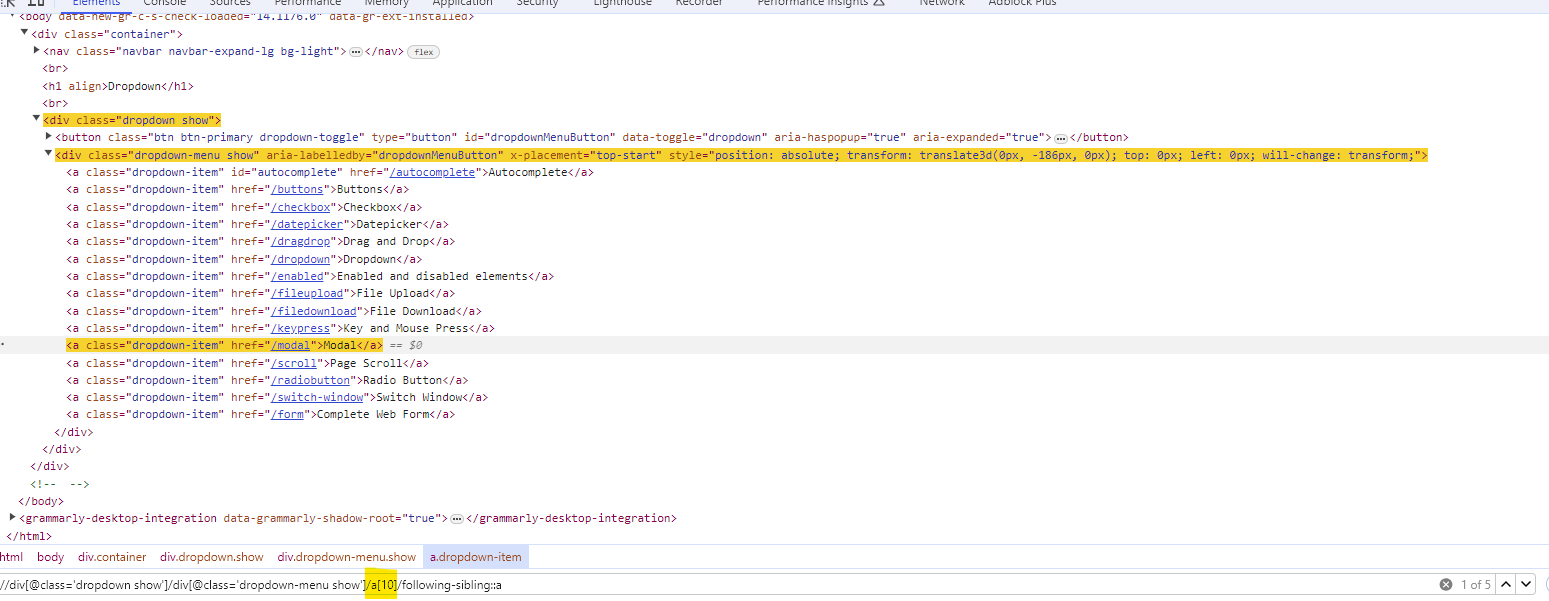 Elements Console Sources Performance Memory Application Security Lighthouse Recorder Performance insights Network Adblock Plus
<body data-new-gr-c-s-check-loaded="14.1176.0" data-gr-ext-installed>
<div class="container">
<nav class="navbar navbar-expand-lg bg-light">…</nav> flex
<br>
<h1 align>Dropdown</h1>
<br>
<div class="dropdown show">
<button class="btn btn-primary dropdown-toggle" type="button" id="dropdownMenuButton" data-toggle="dropdown" aria-haspopup="true" aria-expanded="true">…</button>
<div class="dropdown-menu show" aria-labelledby="dropdownMenuButton" x-placement="top-start" style="position: absolute; transform: translate3d(0px, -186px, 0px); top: 0px; left: 0px; will-change: transform;">
<a class="dropdown-item" id="autocomplete" href="/autocomplete">Autocomplete</a>
<a class="dropdown-item" href="/buttons">Buttons</a>
<a class="dropdown-item" href="/checkbox">Checkbox</a>
<a class="dropdown-item" href="/datepicker">Datepicker</a>
<a class="dropdown-item" href="/dragdrop">Drag and Drop</a>
<a class="dropdown-item" href="/dropdown">Dropdown</a>
<a class="dropdown-item" href="/enabled">Enabled and disabled elements</a>
<a class="dropdown-item" href="/fileupload">File Upload</a>
<a class="dropdown-item" href="/filedownload">File Download</a>
<a class="dropdown-item" href="/keypress">Key and Mouse Press</a>
<a class="dropdown-item" href="/modal">Modal</a> == $0
<a class="dropdown-item" href="/scroll">Page Scroll</a>
<a class="dropdown-item" href="/radiobutton">Radio Button</a>
<a class="dropdown-item" href="/switch-window">Switch Window</a>
<a class="dropdown-item" href="/form">Complete Web Form</a>
</div>
</div>
</div>
<!-- -->
</body>
<grammarly-desktop-integration data-grammarly-shadow-root="true">…</grammarly-desktop-integration>
</html>
html body div.container div.dropdown.show div.dropdown-menu.show a.dropdown-item
//div[@class='dropdown show']/div[@class='dropdown-menu show']/a[10]/following-sibling::a 1 of 5